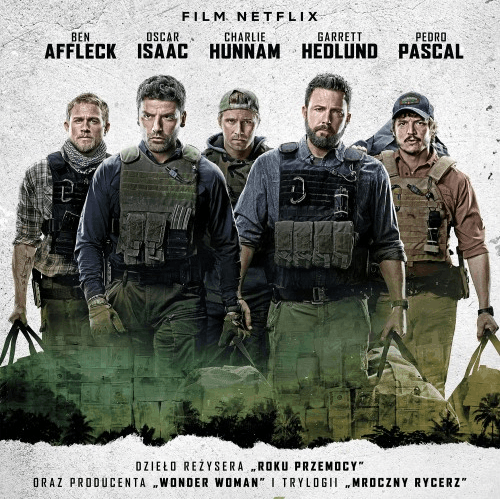 FILM NETFLIX
BEN AFFLECK
OSCAR ISAAC
CHARLIE HUNNAM
GARRETT HEDLUND
PEDRO PASCAL
DZIEŁO REŻYSERA „ROKU PRZEMOCY”
ORAZ PRODUCENTA „WONDER WOMAN” I TRYLOGII „MROCZNY RYCERZ”